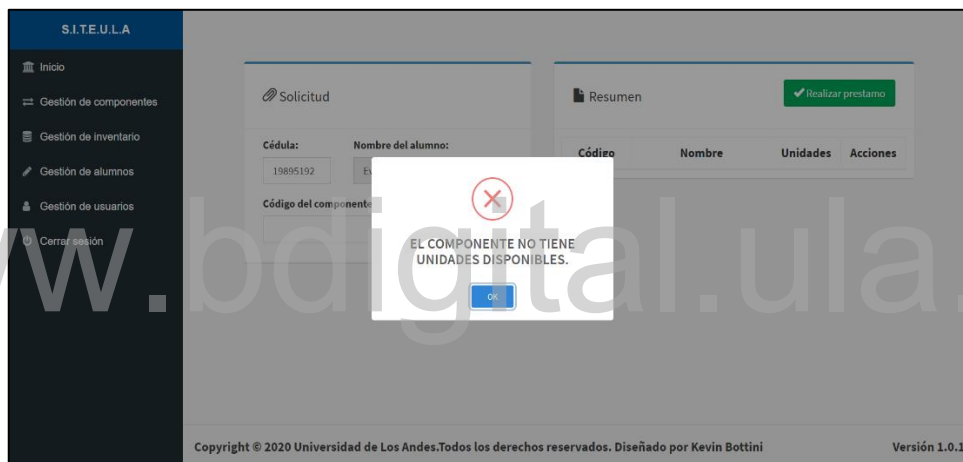 S.I.T.E.U.L.A
Inicio
Gestión de componentes
Gestión de inventario
Gestión de alumnos
Gestión de usuarios
Cerrar sesión
Solicitud
Cédula: Nombre del alumno:
19895192
Código del componente
Resumen
Realizar prestamo
Código Nombre Unidades Acciones
EL COMPONENTE NO TIENE
UNIDADES DISPONIBLES.
OK
www.bdigital.ula.
Copyright © 2020 Universidad de Los Andes.Todos los derechos reservados. Diseñado por Kevin Bottini
Versión 1.0.1